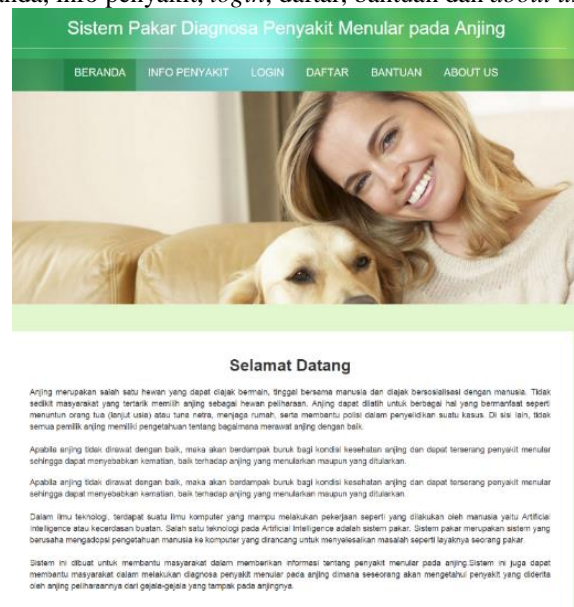 anda, info penyakit, login, daftar, bantuan dan about u
Sistem Pakar Diagnosa Penyakit Menular pada Anjing
BERANDA INFO PENYAKIT LOGIN DAFTAR BANTUAN ABOUT US
Selamat Datang
Anjing merupakan salah satu hewan yang dapat diajak bermain, tinggal bersama manusia dan diajak bersosialisasi dengan manusia. Tidak
sedikit masyarakat yang tertarik memilih anjing sebagai hewan peliharaan. Anjing dapat dilatih untuk berbagai hal yang bermanfaat seperti
menuntun orang tua (lanjut usia) atau tuna netra, menjaga rumah, serta membantu polisi dalam penyelidikan suatu kasus. Di sisi lain, tidak
semua pemilik anjing memiliki pengetahuan tentang bagaimana merawat anjing dengan baik.
Apabila anjing tidak dirawat dengan baik, maka akan berdampak buruk bagi kondisi kesehatan anjing dan dapat terserang penyakit menular
sehingga dapat menyebabkan kematian, baik terhadap anjing yang menularkan maupun yang ditularkan.
Apabila anjing tidak dirawat dengan baik, maka akan berdampak buruk bagi kondisi kesehatan anjing dan dapat terserang penyakit menular
sehingga dapat menyebabkan kematian, baik terhadap anjing yang menularkan maupun yang ditularkan.
Dalam ilmu teknologi, terdapat suatu ilmu komputer yang mampu melakukan pekerjaan seperti yang dilakukan oleh manusia yaitu Artificial
Intelligence atau kecerdasan buatan. Salah satu teknologi pada Artificial Intelligence adalah sistem pakar. Sistem pakar merupakan sistem yang
berusaha mengadopsi pengetahuan manusia ke komputer yang dirancang untuk menyelesaikan masalah seperti layaknya seorang pakar.
Sistem ini dibuat untuk membantu masyarakat dalam memberikan informasi tentang penyakit menular pada anjing.Sistem ini juga dapat
membantu masyarakat dalam melakukan diagnosa penyakit menular pada anjing dimana seseorang akan mengetahui penyakit yang diderita
oleh anjing peliharaannya dari gejala-gejala yang tampak pada anjingnya.